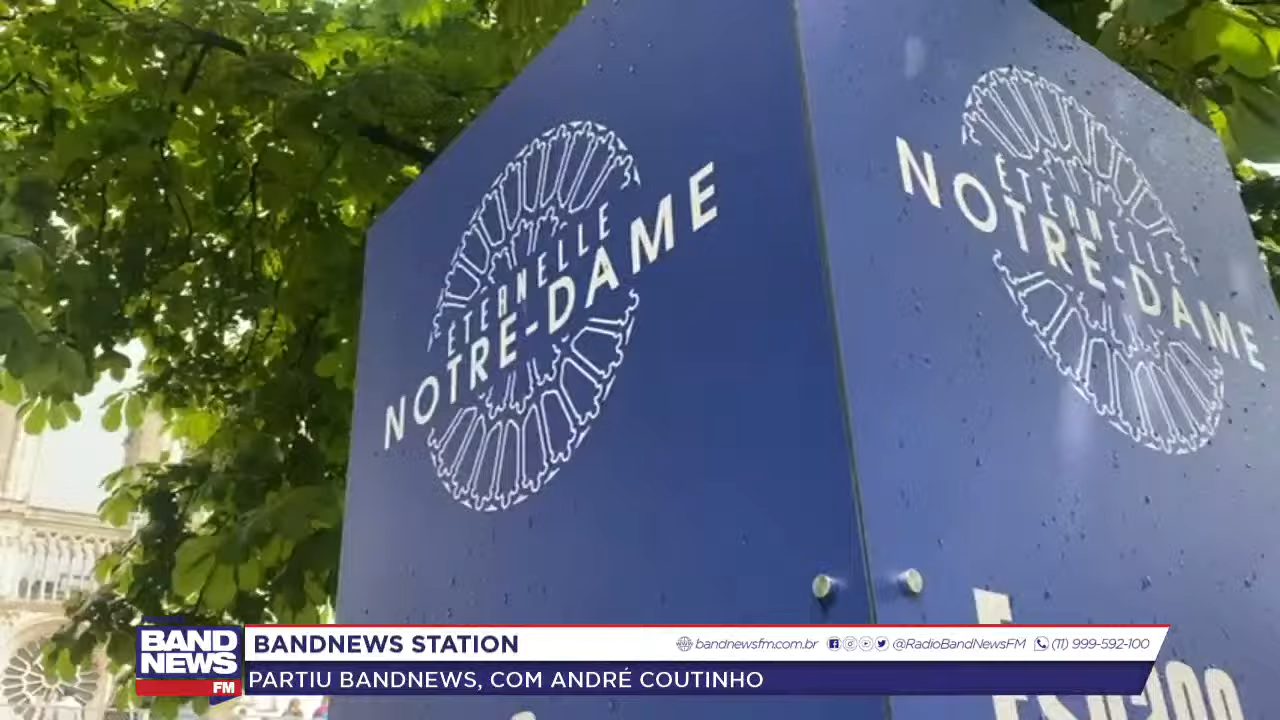 ÉTERNELLE
NOTRE-DAME
ÉTERNELLE
NOTRE-DAME
BAND
NEWS
FM
BANDNEWS STATION
bandnewsfm.com.br
@RadioBandNewsFM
(11) 999-592-100
PARTIU BANDNEWS, COM ANDRÉ COUTINHO